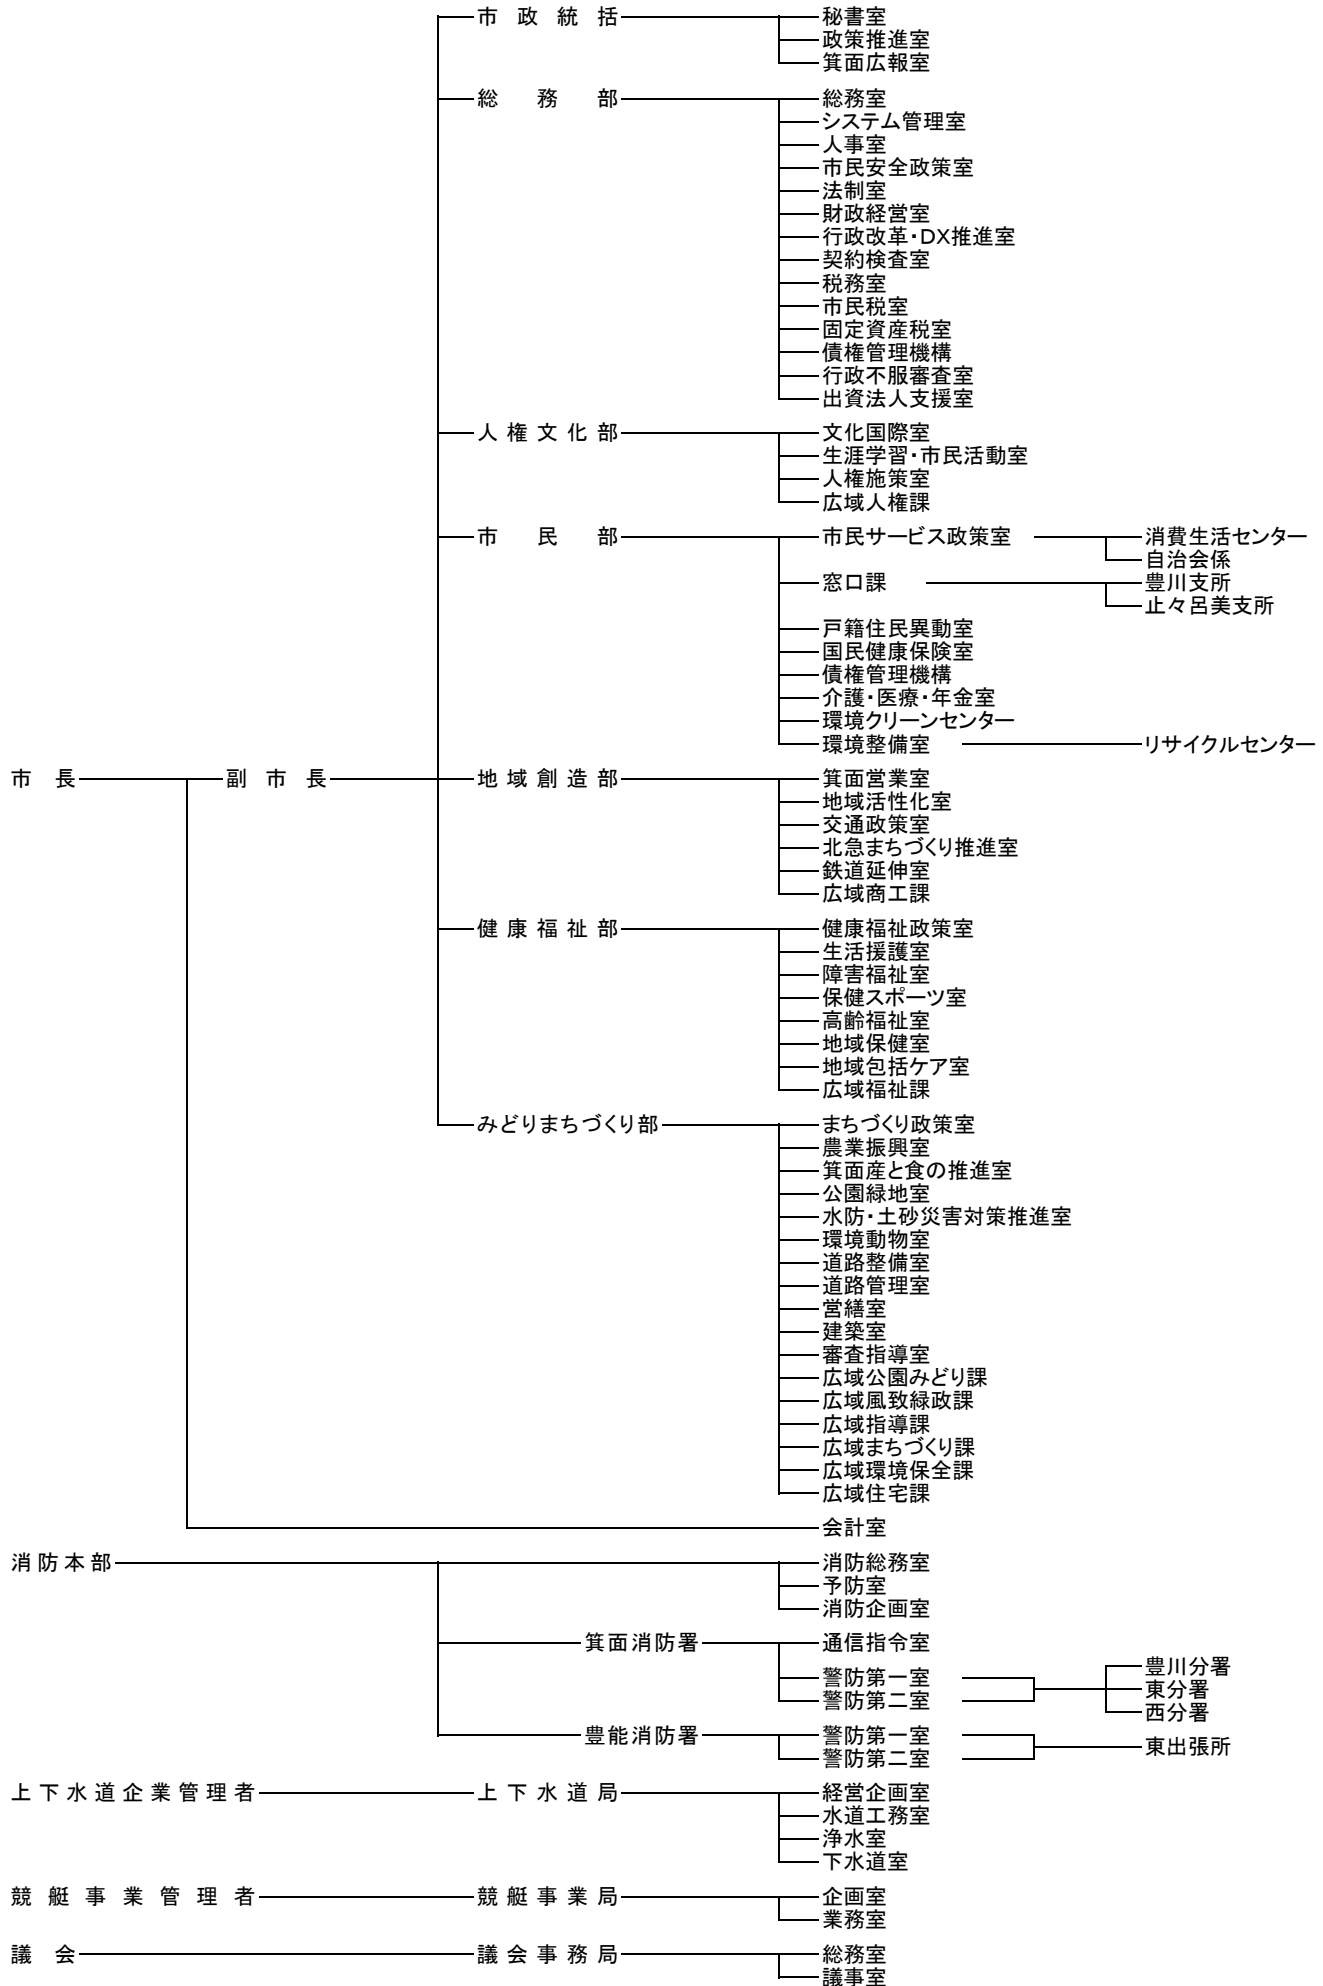 市政統括 秘書室
政策推進室
箕面広報室
総務部 総務室
システム管理室
人事室
市民安全政策室
法制室
財政経営室
行政改革・DX推進室
契約検査室
税務室
市民税室
固定資産税室
債権管理機構
行政不服審査室
出資法人支援室
人権文化部 文化国際室
生涯学習・市民活動室
人権施策室
広域人権課
市民部 市民サービス政策室 消費生活センター
自治会係
窓口課 豊川支所
止々呂美支所
戸籍住民異動室
国民健康保険室
債権管理機構
介護・医療・年金室
環境クリーンセンター
環境整備室 リサイクルセンター
市長 副市長 地域創造部 箕面営業室
地域活性化室
交通政策室
北急まちづくり推進室
鉄道延伸室
広域商工課
健康福祉部 健康福祉政策室
生活援護室
障害福祉室
保健スポーツ室
高齢福祉室
地域保健室
地域包括ケア室
広域福祉課
みどりまちづくり部 まちづくり政策室
農業振興室
箕面産と食の推進室
公園緑地室
水防・土砂災害対策推進室
環境動物室
道路整備室
道路管理室
営繕室
建築室
審査指導室
広域公園みどり課
広域風致緑政課
広域指導課
広域まちづくり課
広域環境保全課
広域住宅課
会計室
消防本部 消防総務室
予防室
消防企画室
箕面消防署 通信指令室
豊川分署
警防第一室
東分署
警防第二室
西分署
豊能消防署 警防第一室
東出張所
警防第二室
上下水道企業管理者 上下水道局 経営企画室
水道工務室
浄水室
下水道室
競艇事業管理者 競艇事業局 企画室
業務室
議会 議会事務局 総務室
議事室